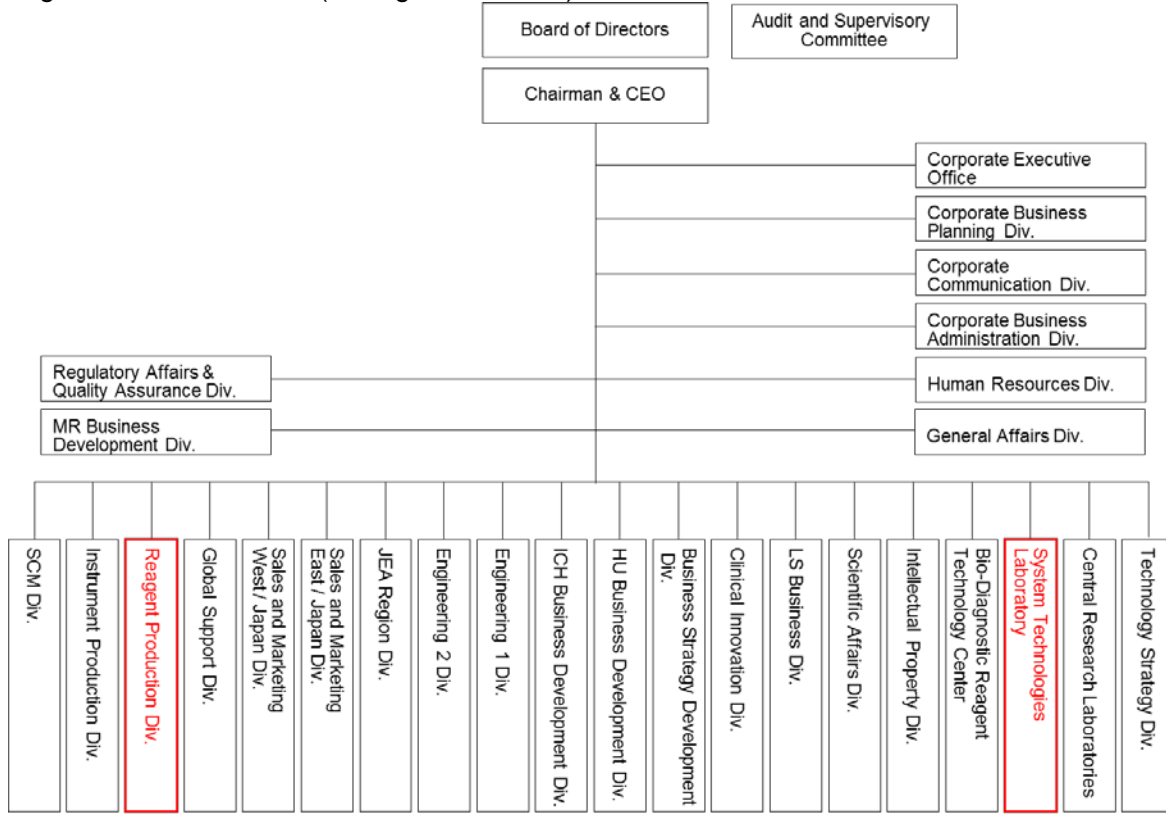 Board of Directors
Audit and Supervisory
Committee
Chairman & CEO
Corporate Executive
Office
Corporate Business
Planning Div.
Corporate
Communication Div.
Corporate Business
Administration Div.
Regulatory Affairs &
Quality Assurance Div.
Human Resources Div.
MR Business
Development Div.
General Affairs Div.
SCM Div.
Instrument Production Div.
Reagent Production Div.
Global Support Div.
Sales and Marketing
West / Japan Div.
Sales and Marketing
East / Japan Div.
JEA Region Div.
Engineering 2 Div.
Engineering 1 Div.
ICH Business Development Div.
HU Business Development Div.
Business Strategy Development
Div.
Clinical Innovation Div.
LS Business Div.
Scientific Affairs Div.
Intellectual Property Div.
Bio-Diagnostic Reagent
Technology Center
System Technologies
Laboratory
Central Research Laboratories
Technology Strategy Div.